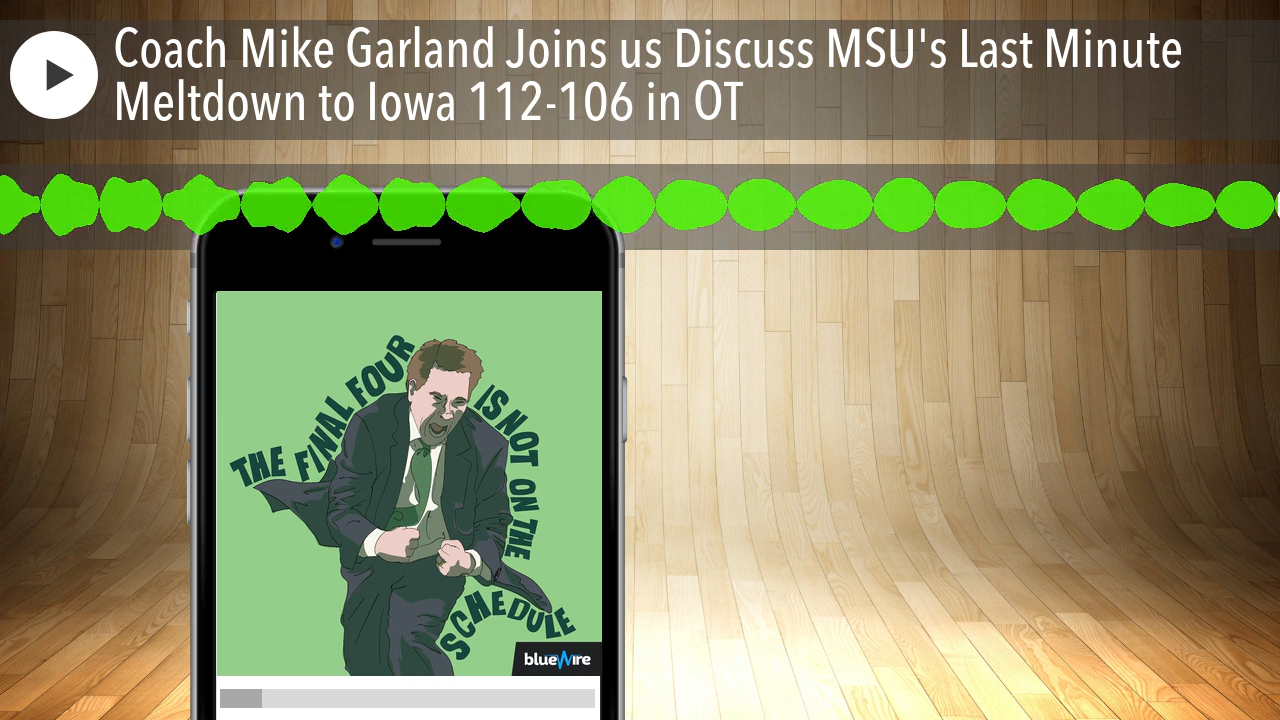 Coach Mike Garland Joins us Discuss MSU's Last Minute
Meltdown to Iowa 112-106 in OT
THE FINAL FOUR
IS NOT ON THE
SCHEDULE
blueWire